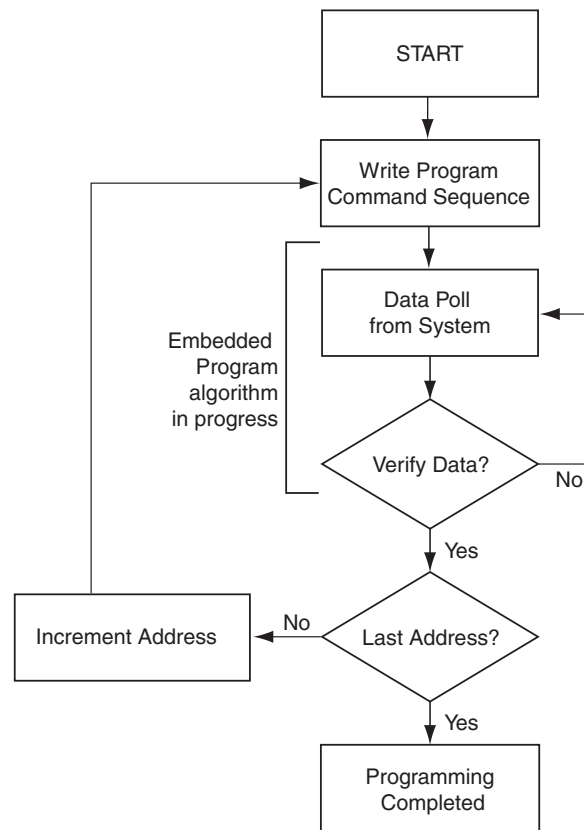 START
Write Program
Command Sequence
Data Poll
from System
Embedded
Program
algorithm
in progress
Verify Data?
No
Yes
Last Address?
No
Increment Address
Yes
Programming
Completed